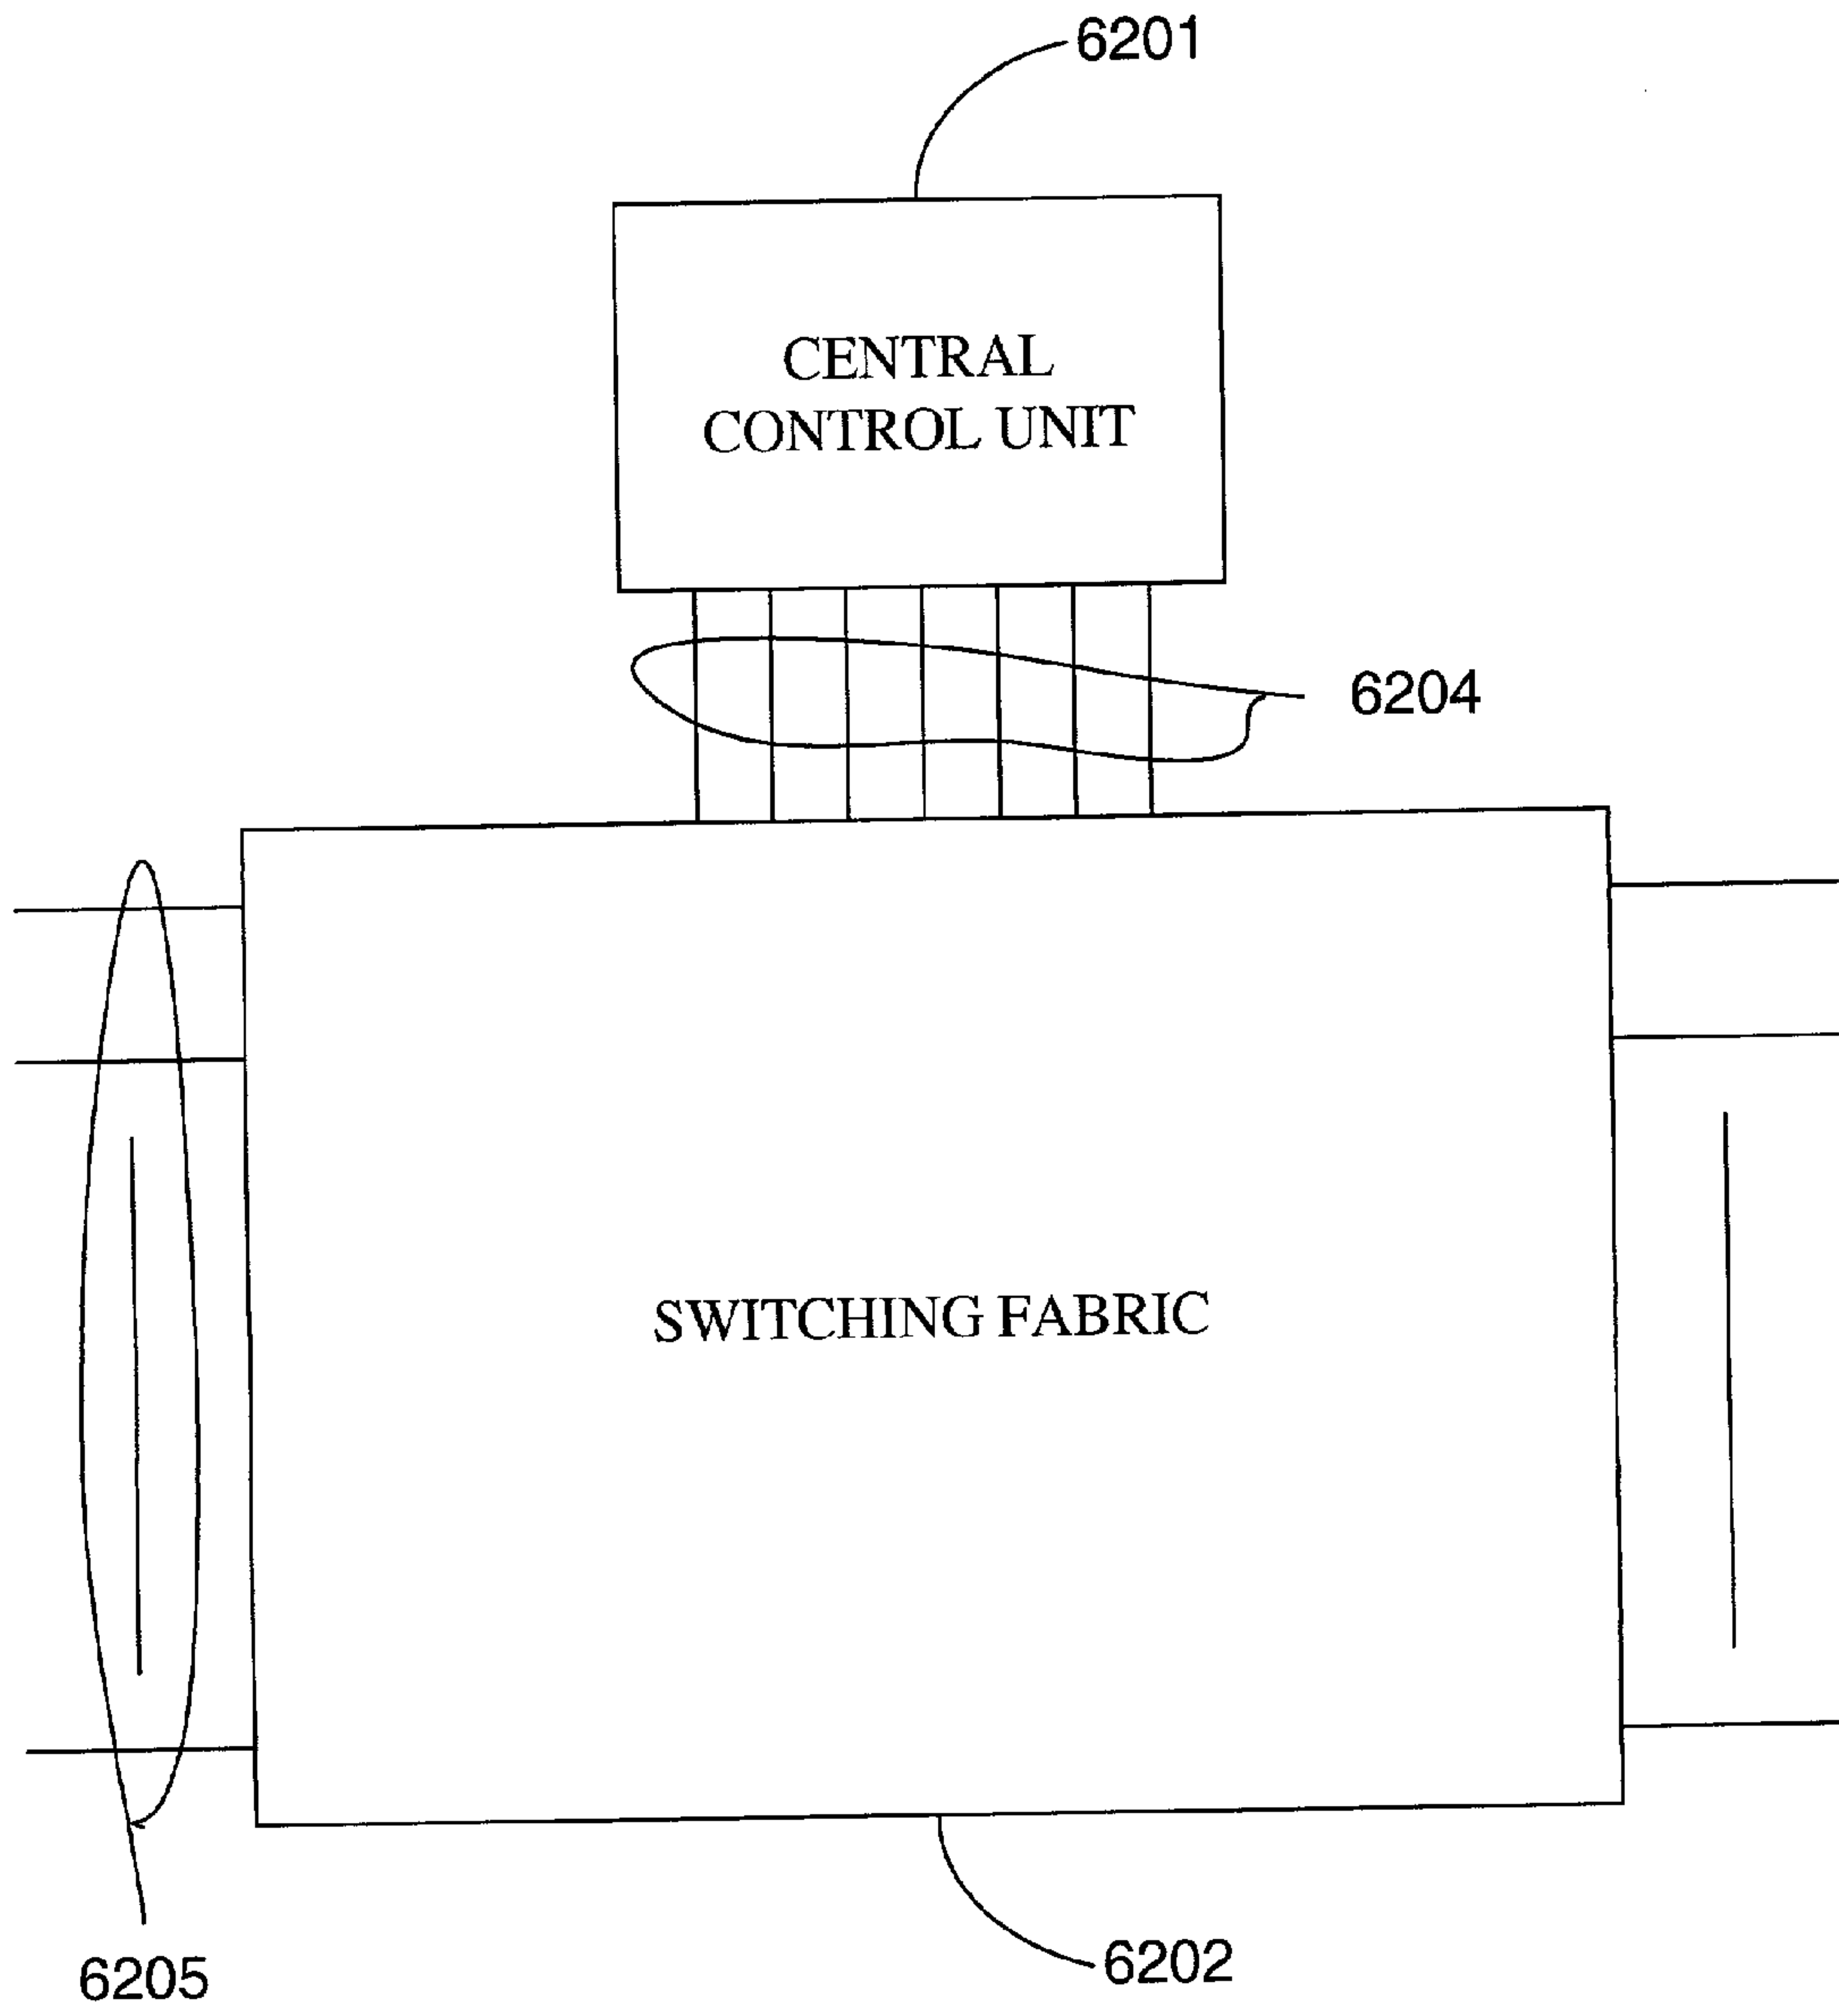 6201
CENTRAL
CONTROL UNIT
6204
SWITCHING FABRIC
6202
6205